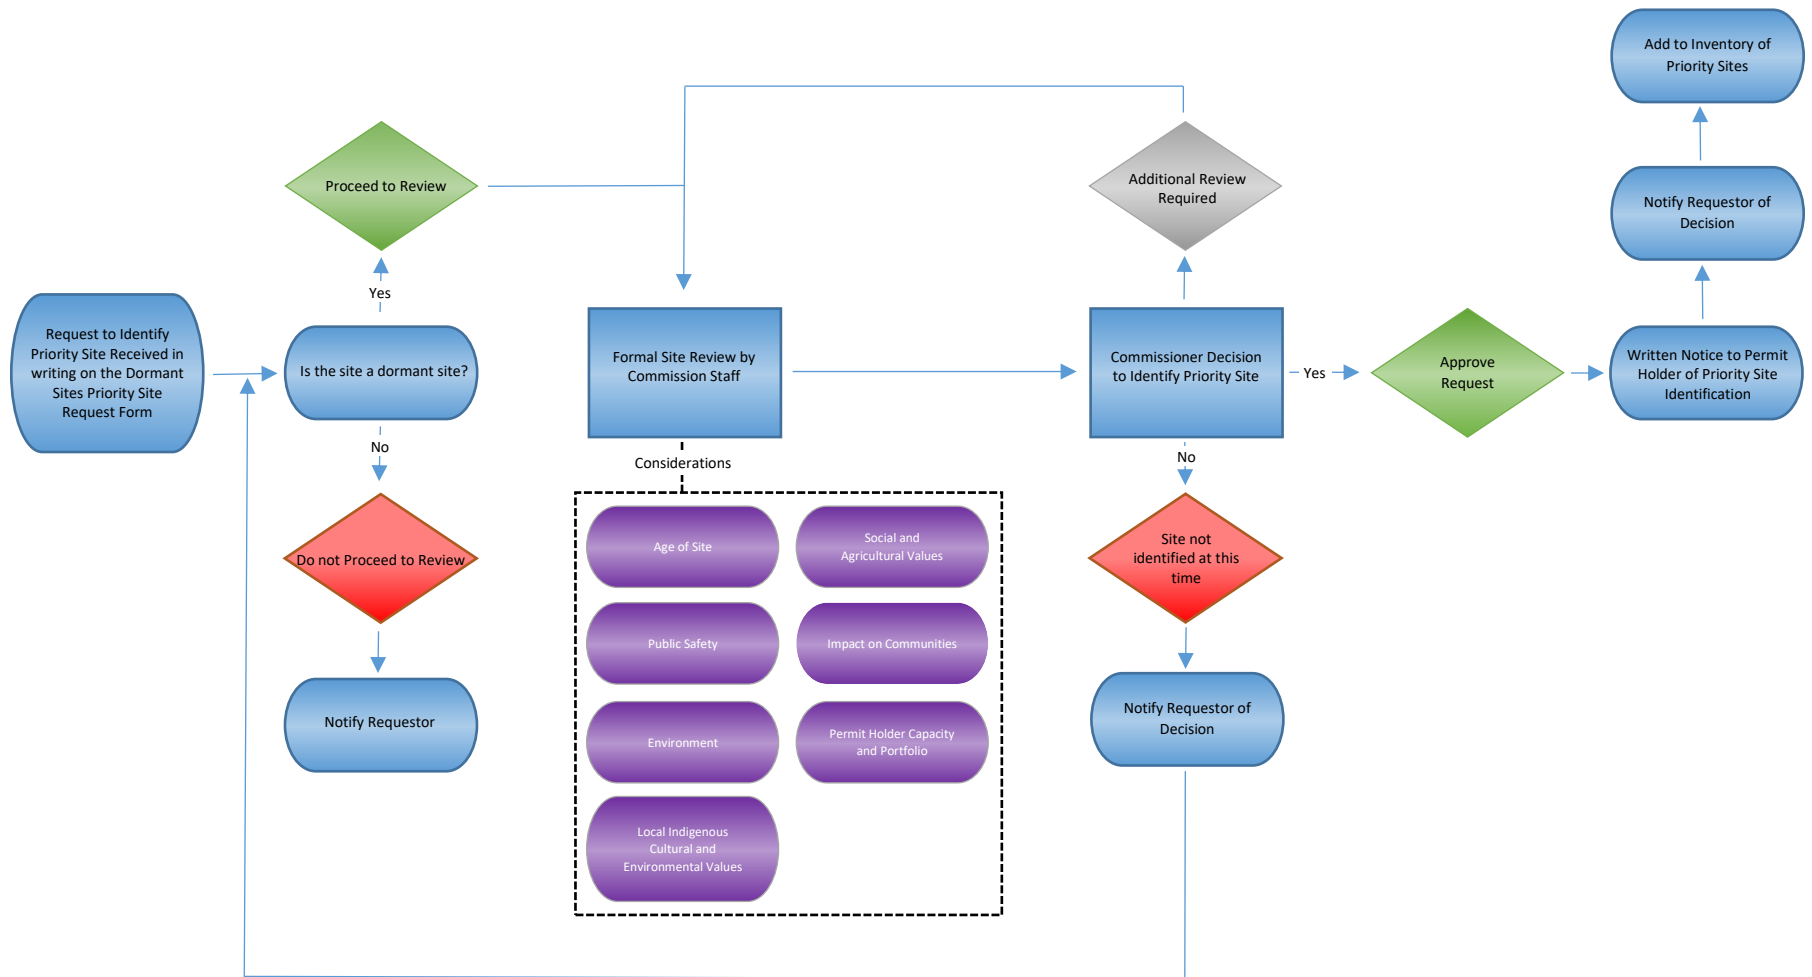 Add to Inventory of
Priority Sites
Proceed to Review
Additional Review
Required
Notify Requestor of
Decision
Yes
Request to Identify
Priority Site Received in
writing on the Dormant
Sites Priority Site
Request Form
Is the site a dormant site?
Formal Site Review by
Commission Staff
Commissioner Decision
to Identify Priority Site
Yes
Approve
Request
Written Notice to Permit
Holder of Priority Site
Identification
No
Considerations
No
Do not Proceed to Review
Age of Site
Social and
Agricultural Values
Site not
identified at this
time
Public Safety
Impact on Communities
Notify Requestor
Environment
Permit Holder Capacity
and Portfolio
Notify Requestor of
Decision
Local Indigenous
Cultural and
Environmental Values